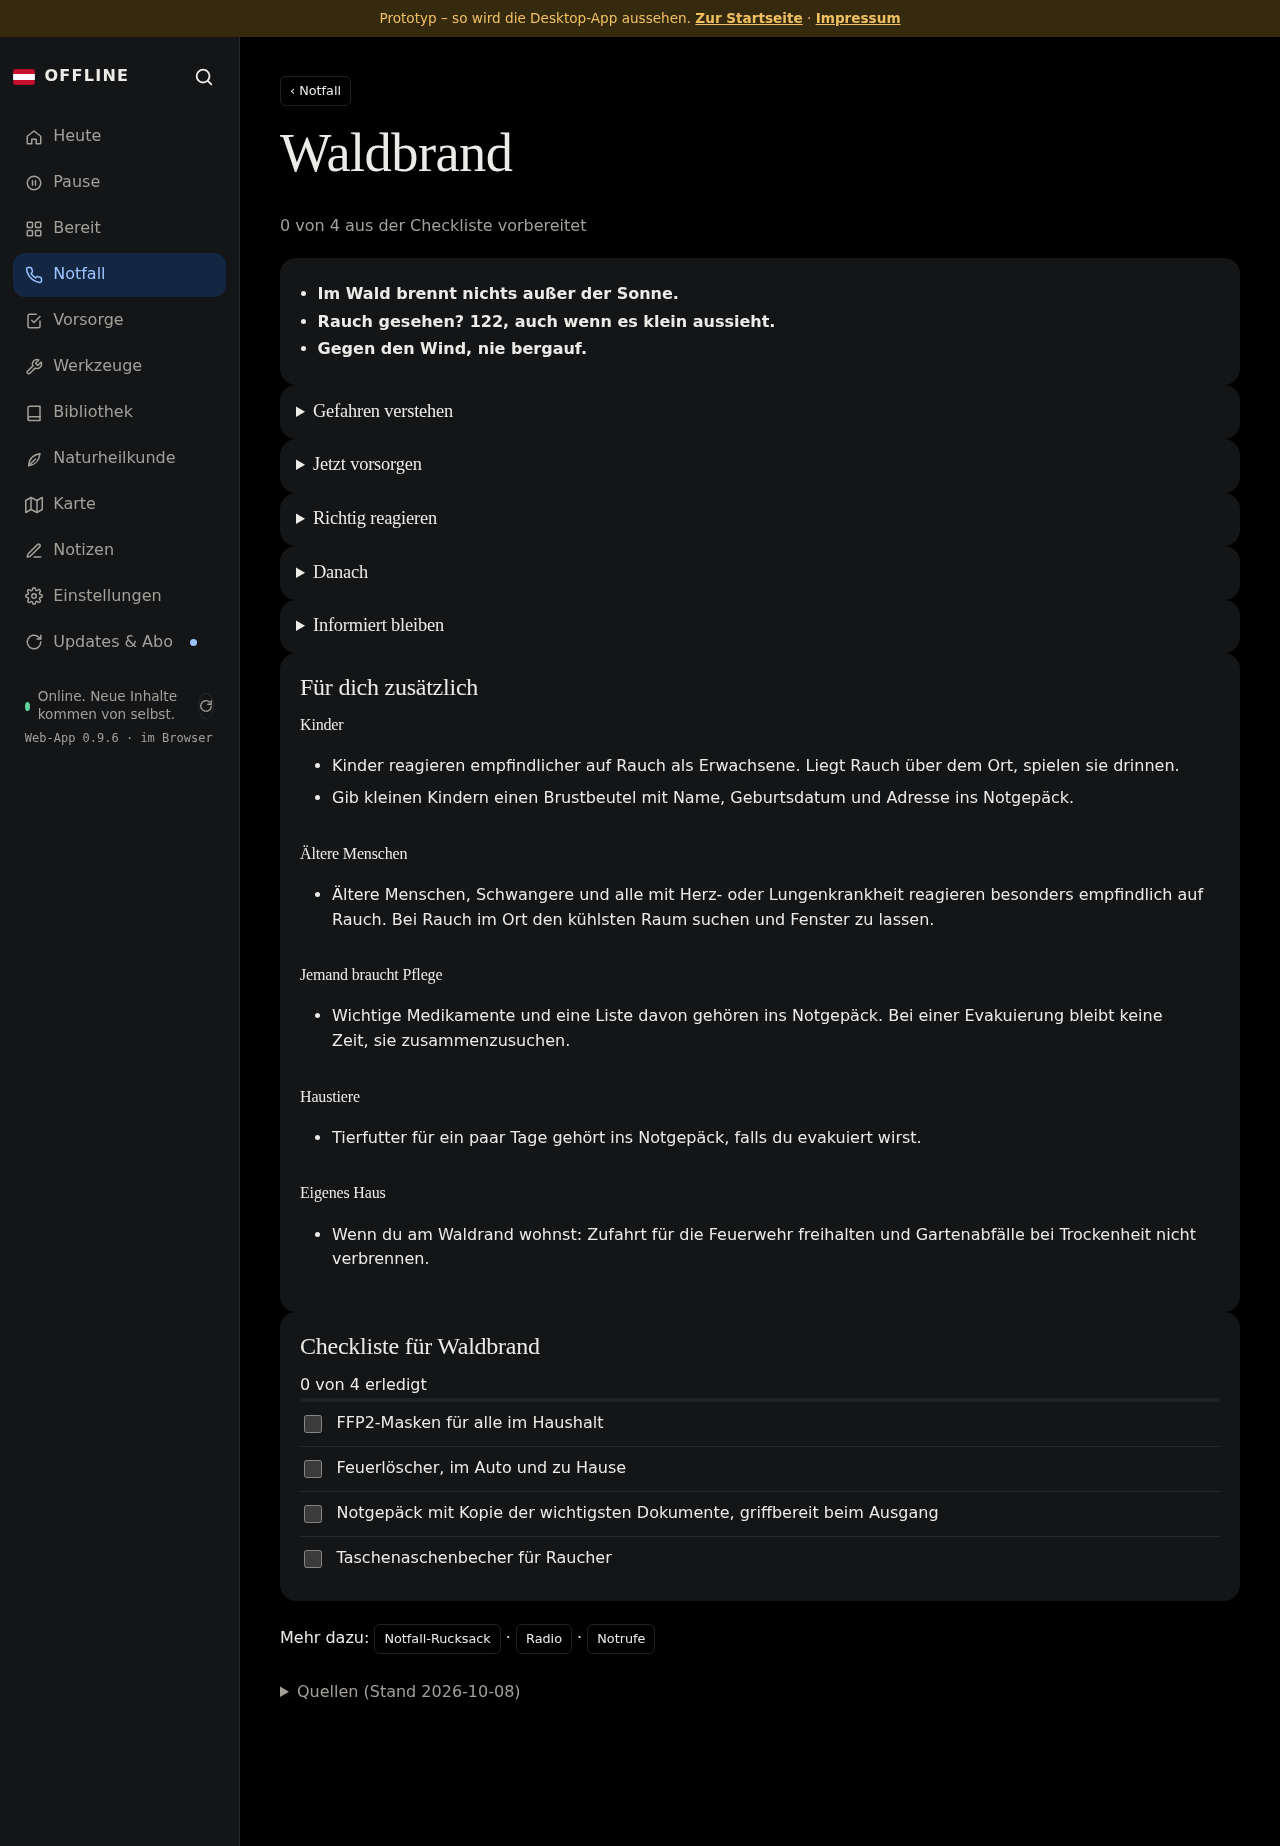 Prototyp – so wird die Desktop-App aussehen. Zur Startseite · Impressum
OFFLINE
Heute
Pause
Bereit
Notfall
Vorsorge
Werkzeuge
Bibliothek
Naturheilkunde
Karte
Notizen
Einstellungen
Updates & Abo
Online. Neue Inhalte
kommen von selbst.
Web-App 0.9.6 · im Browser
‹ Notfall
Waldbrand
0 von 4 aus der Checkliste vorbereitet
• Im Wald brennt nichts außer der Sonne.
• Rauch gesehen? 122, auch wenn es klein aussieht.
• Gegen den Wind, nie bergauf.
▶ Gefahren verstehen
▶ Jetzt vorsorgen
▶ Richtig reagieren
▶ Danach
▶ Informiert bleiben
Für dich zusätzlich
Kinder
• Kinder reagieren empfindlicher auf Rauch als Erwachsene. Liegt Rauch über dem Ort, spielen sie drinnen.
• Gib kleinen Kindern einen Brustbeutel mit Name, Geburtsdatum und Adresse ins Notgepäck.
Ältere Menschen
• Ältere Menschen, Schwangere und alle mit Herz- oder Lungenkrankheit reagieren besonders empfindlich auf
Rauch. Bei Rauch im Ort den kühlsten Raum suchen und Fenster zu lassen.
Jemand braucht Pflege
• Wichtige Medikamente und eine Liste davon gehören ins Notgepäck. Bei einer Evakuierung bleibt keine
Zeit, sie zusammenzusuchen.
Haustiere
• Tierfutter für ein paar Tage gehört ins Notgepäck, falls du evakuiert wirst.
Eigenes Haus
• Wenn du am Waldrand wohnst: Zufahrt für die Feuerwehr freihalten und Gartenabfälle bei Trockenheit nicht
verbrennen.
Checkliste für Waldbrand
0 von 4 erledigt
FFP2-Masken für alle im Haushalt
Feuerlöscher, im Auto und zu Hause
Notgepäck mit Kopie der wichtigsten Dokumente, griffbereit beim Ausgang
Taschenaschenbecher für Raucher
Mehr dazu: Notfall-Rucksack · Radio · Notrufe
▶ Quellen (Stand 2026-10-08)